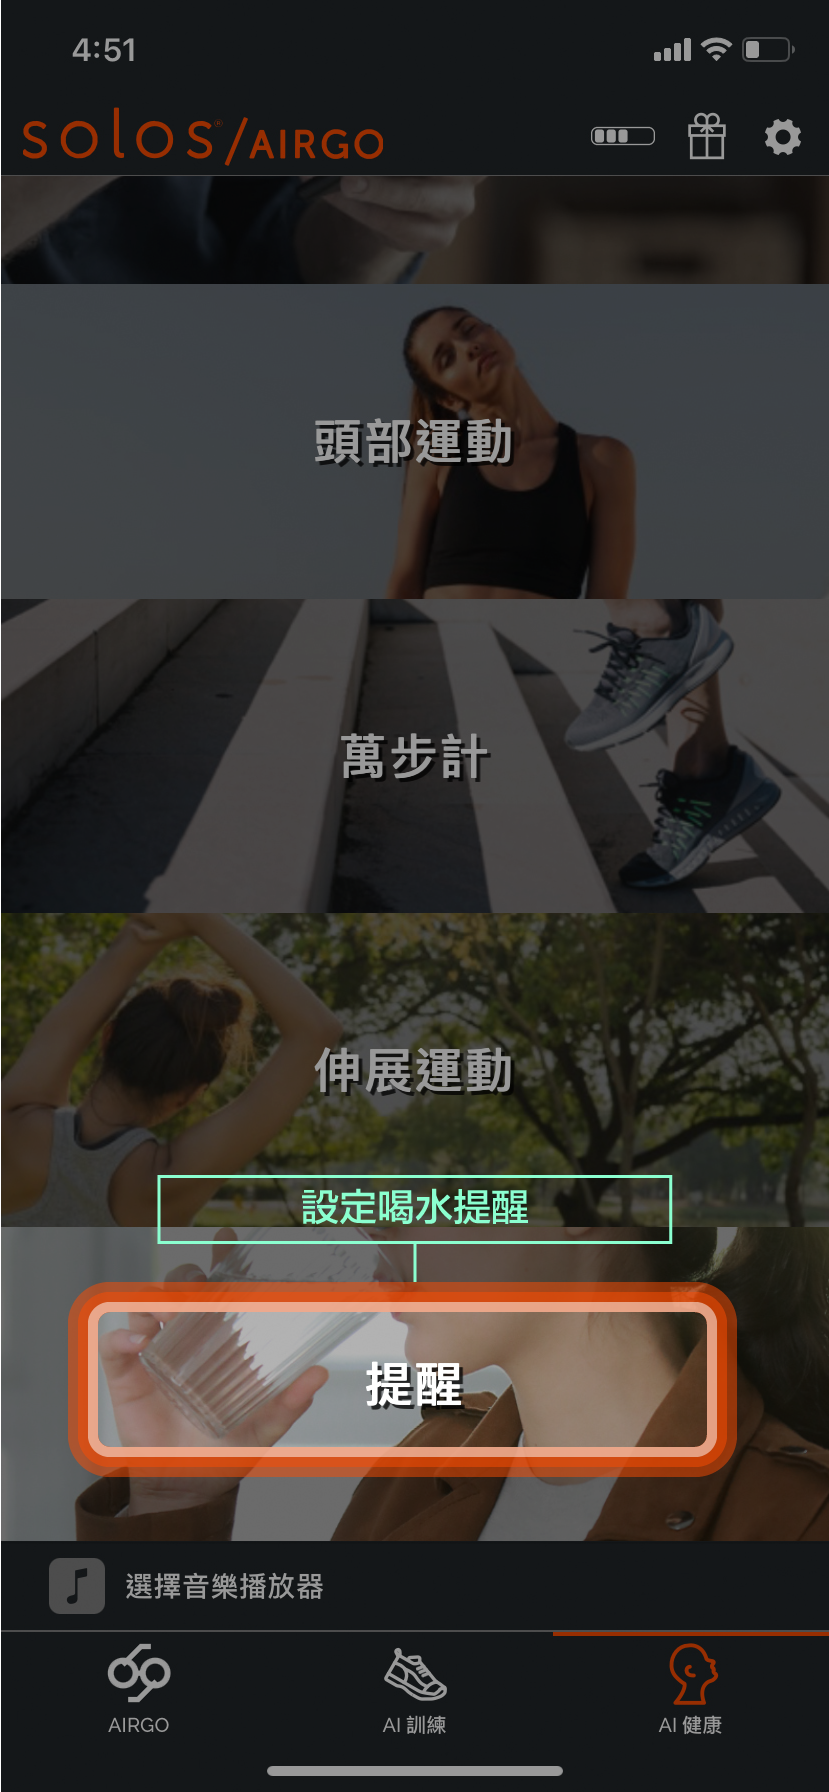 4:51
solos®/AIRGO
頭部運動
萬步計
伸展運動
設定喝水提醒
提醒
選擇音樂播放器
AIRGO
AI 訓練
AI 健康